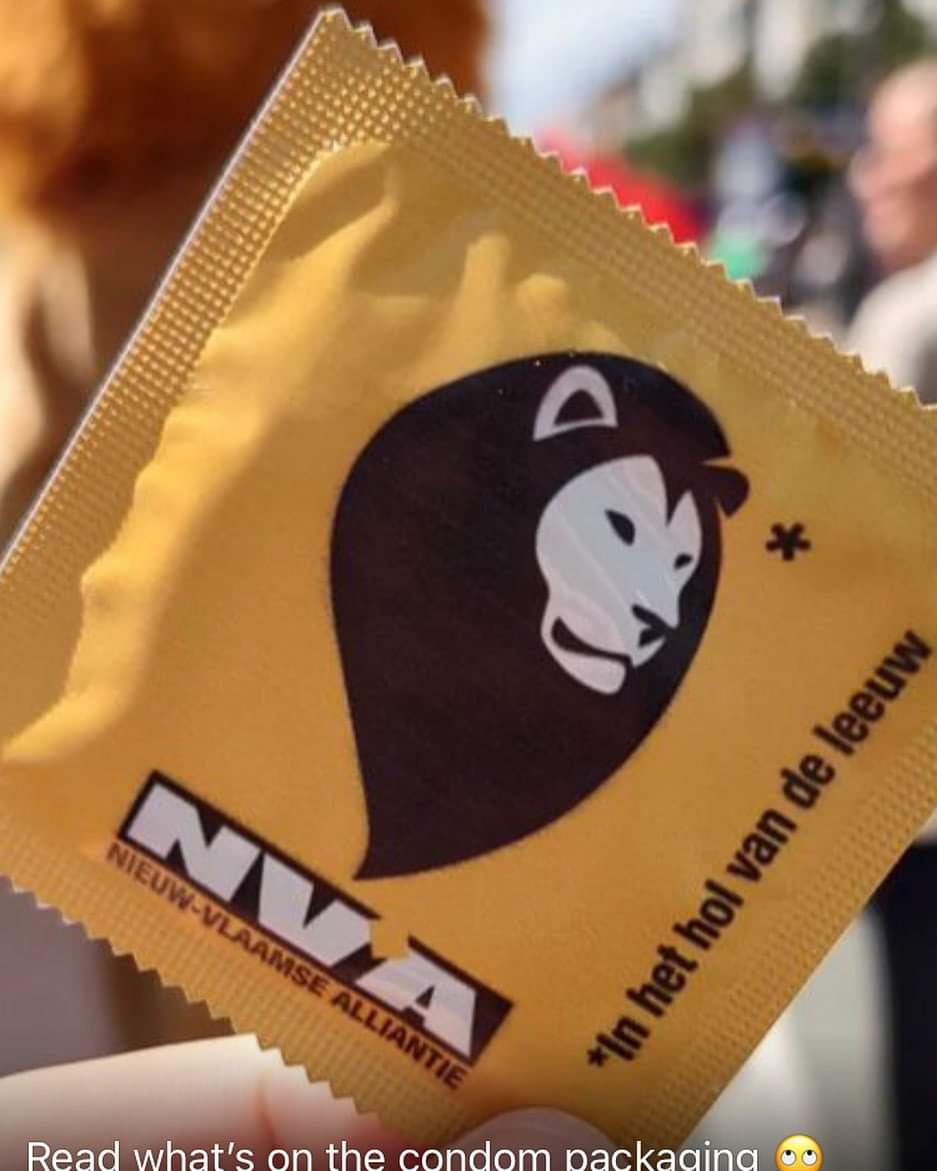 *
*In het hol van de leeuw
NVA
NIEUW-VLAAMSE ALLIANTIE
Read what's on the condom packaging 🙄